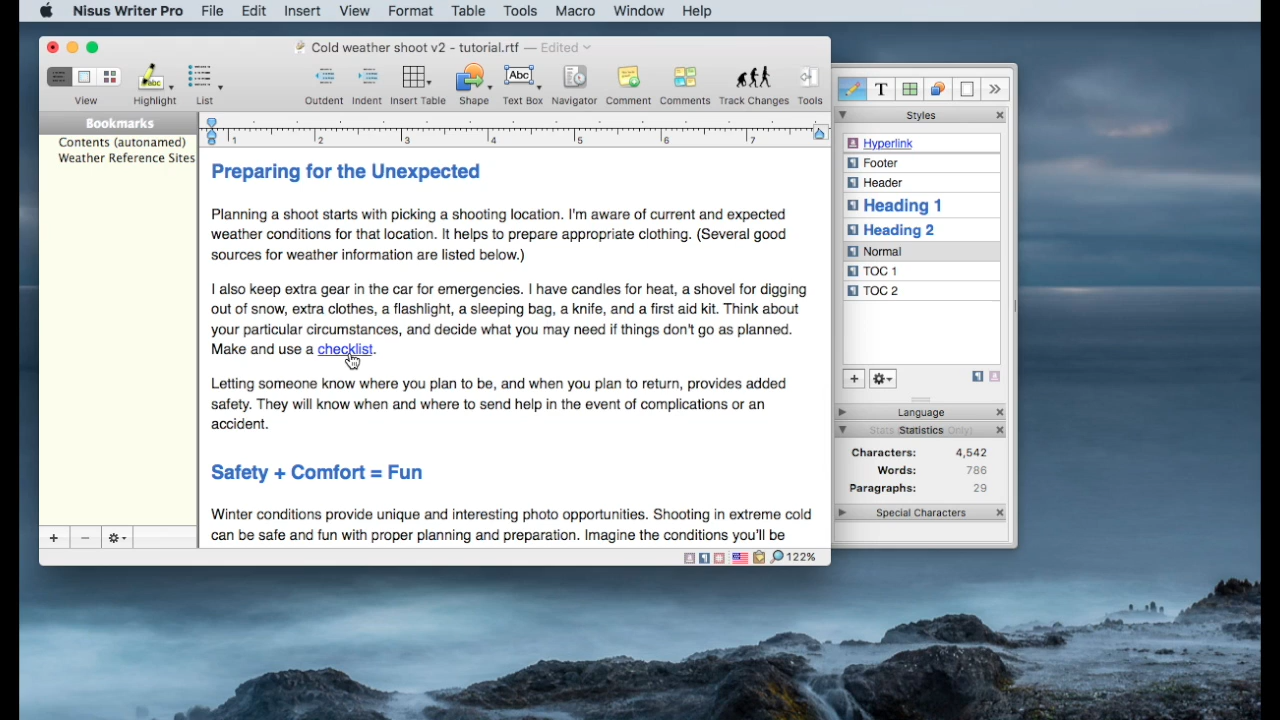 Nisus Writer Pro File Edit Insert View Format Table Tools Macro Window Help
Cold weather shoot v2 - tutorial.rtf — Edited
abc
Abc
View Highlight List Outdent Indent Insert Table Shape Text Box Navigator Comment Comments Track Changes Tools
Bookmarks
Contents (autonamed)
Weather Reference Sites
1 2 3 4 5 6 7
Preparing for the Unexpected
Planning a shoot starts with picking a shooting location. I'm aware of current and expected
weather conditions for that location. It helps to prepare appropriate clothing. (Several good
sources for weather information are listed below.)
I also keep extra gear in the car for emergencies. I have candles for heat, a shovel for digging
out of snow, extra clothes, a flashlight, a sleeping bag, a knife, and a first aid kit. Think about
your particular circumstances, and decide what you may need if things don't go as planned.
Make and use a checklist.
Letting someone know where you plan to be, and when you plan to return, provides added
safety. They will know when and where to send help in the event of complications or an
accident.
Safety + Comfort = Fun
Winter conditions provide unique and interesting photo opportunities. Shooting in extreme cold
can be safe and fun with proper planning and preparation. Imagine the conditions you'll be
122%
T
Styles
Hyperlink
Footer
Header
Heading 1
Heading 2
Normal
TOC 1
TOC 2
Language
Statistics
Characters: 4,542
Words: 786
Paragraphs: 29
Special Characters